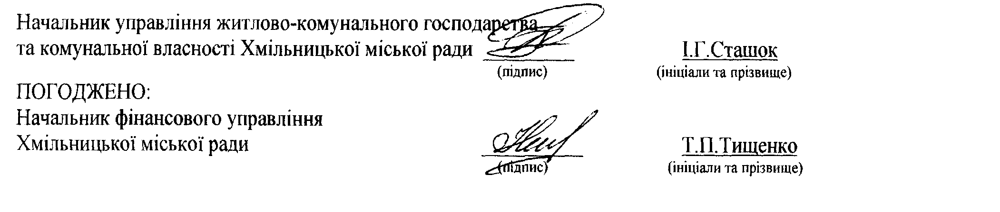 Начальник управління житлово-комунального господарства
та комунальної власності Хмільницької міської ради І.Г.Сташок
(підпис) (ініціали та прізвище)
ПОГОДЖЕНО:
Начальник фінансового управління
Хмільницької міської ради Т.П.Тищенко
(підпис) (ініціали та прізвище)